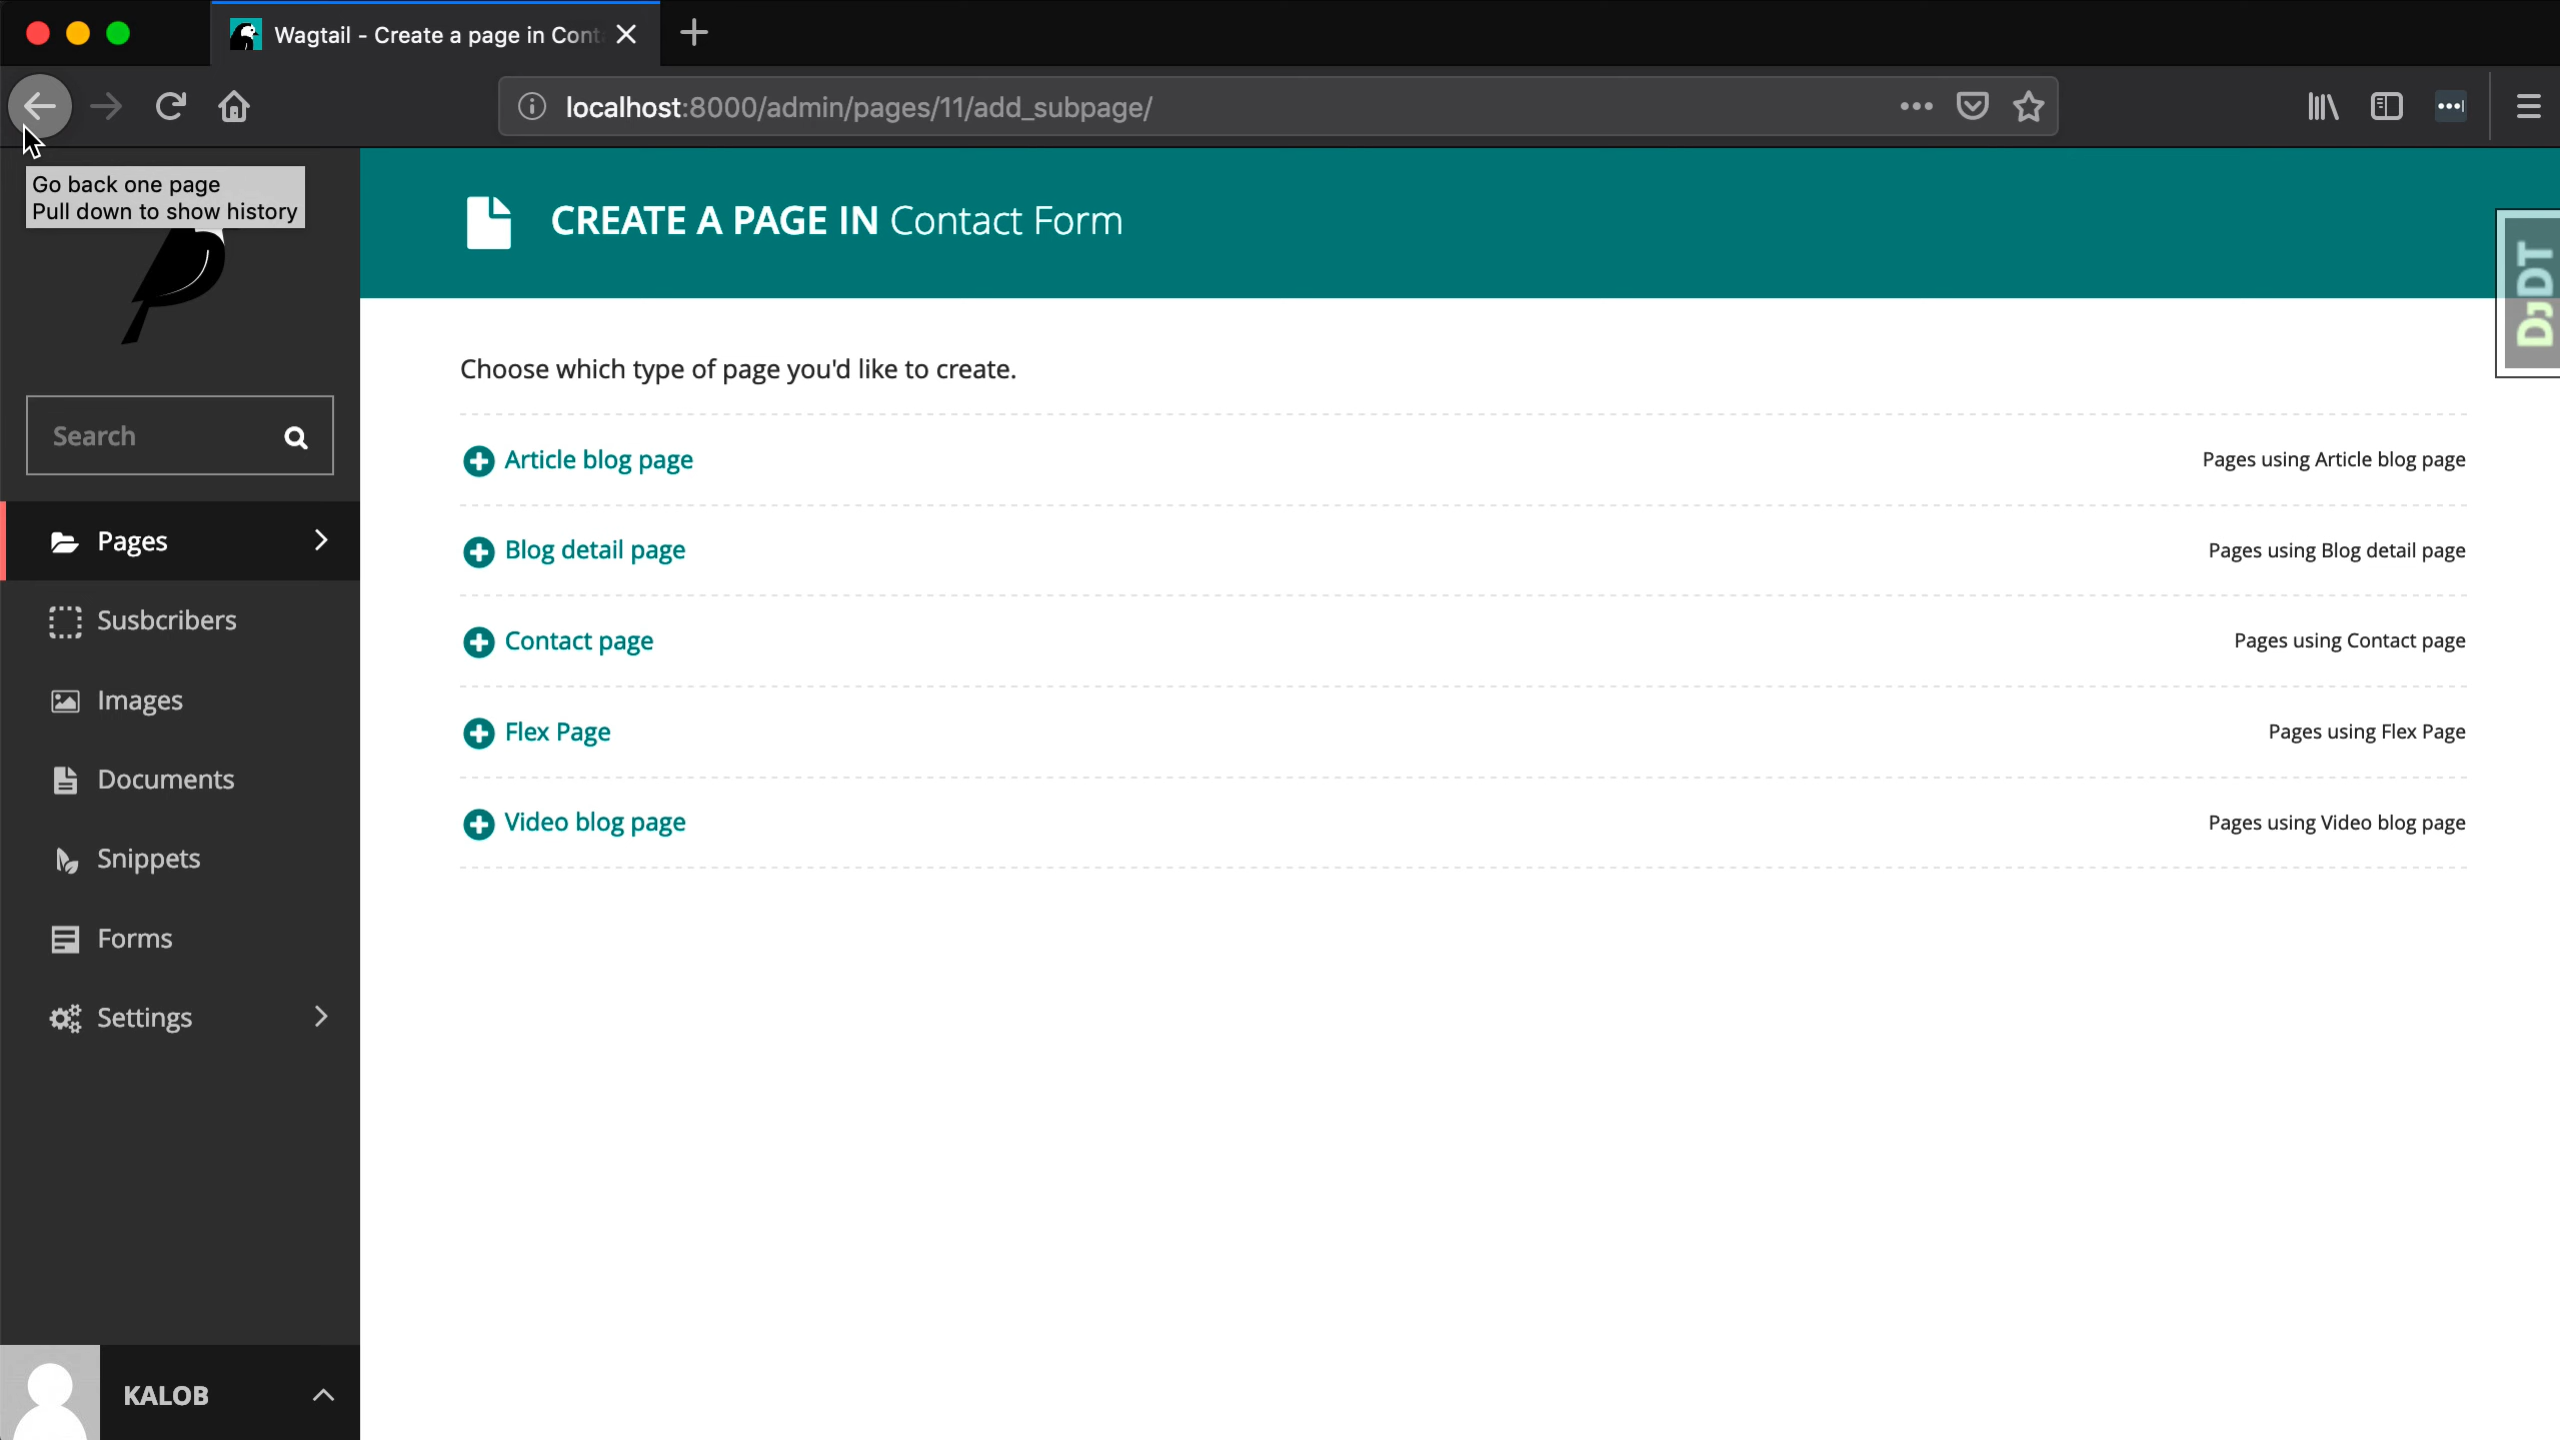 Wagtail - Create a page in Cont
localhost:8000/admin/pages/11/add_subpage/
Go back one page
Pull down to show history
CREATE A PAGE IN Contact Form
DJDT
Search
Pages
Susbcribers
Images
Documents
Snippets
Forms
Settings
KALOB
Choose which type of page you'd like to create.
Article blog page
Pages using Article blog page
Blog detail page
Pages using Blog detail page
Contact page
Pages using Contact page
Flex Page
Pages using Flex Page
Video blog page
Pages using Video blog page